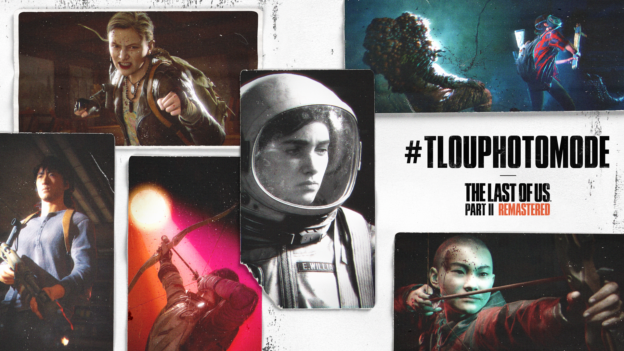 #TLOUPHOTOMODE
THE LAST OF US
PART II REMASTERED